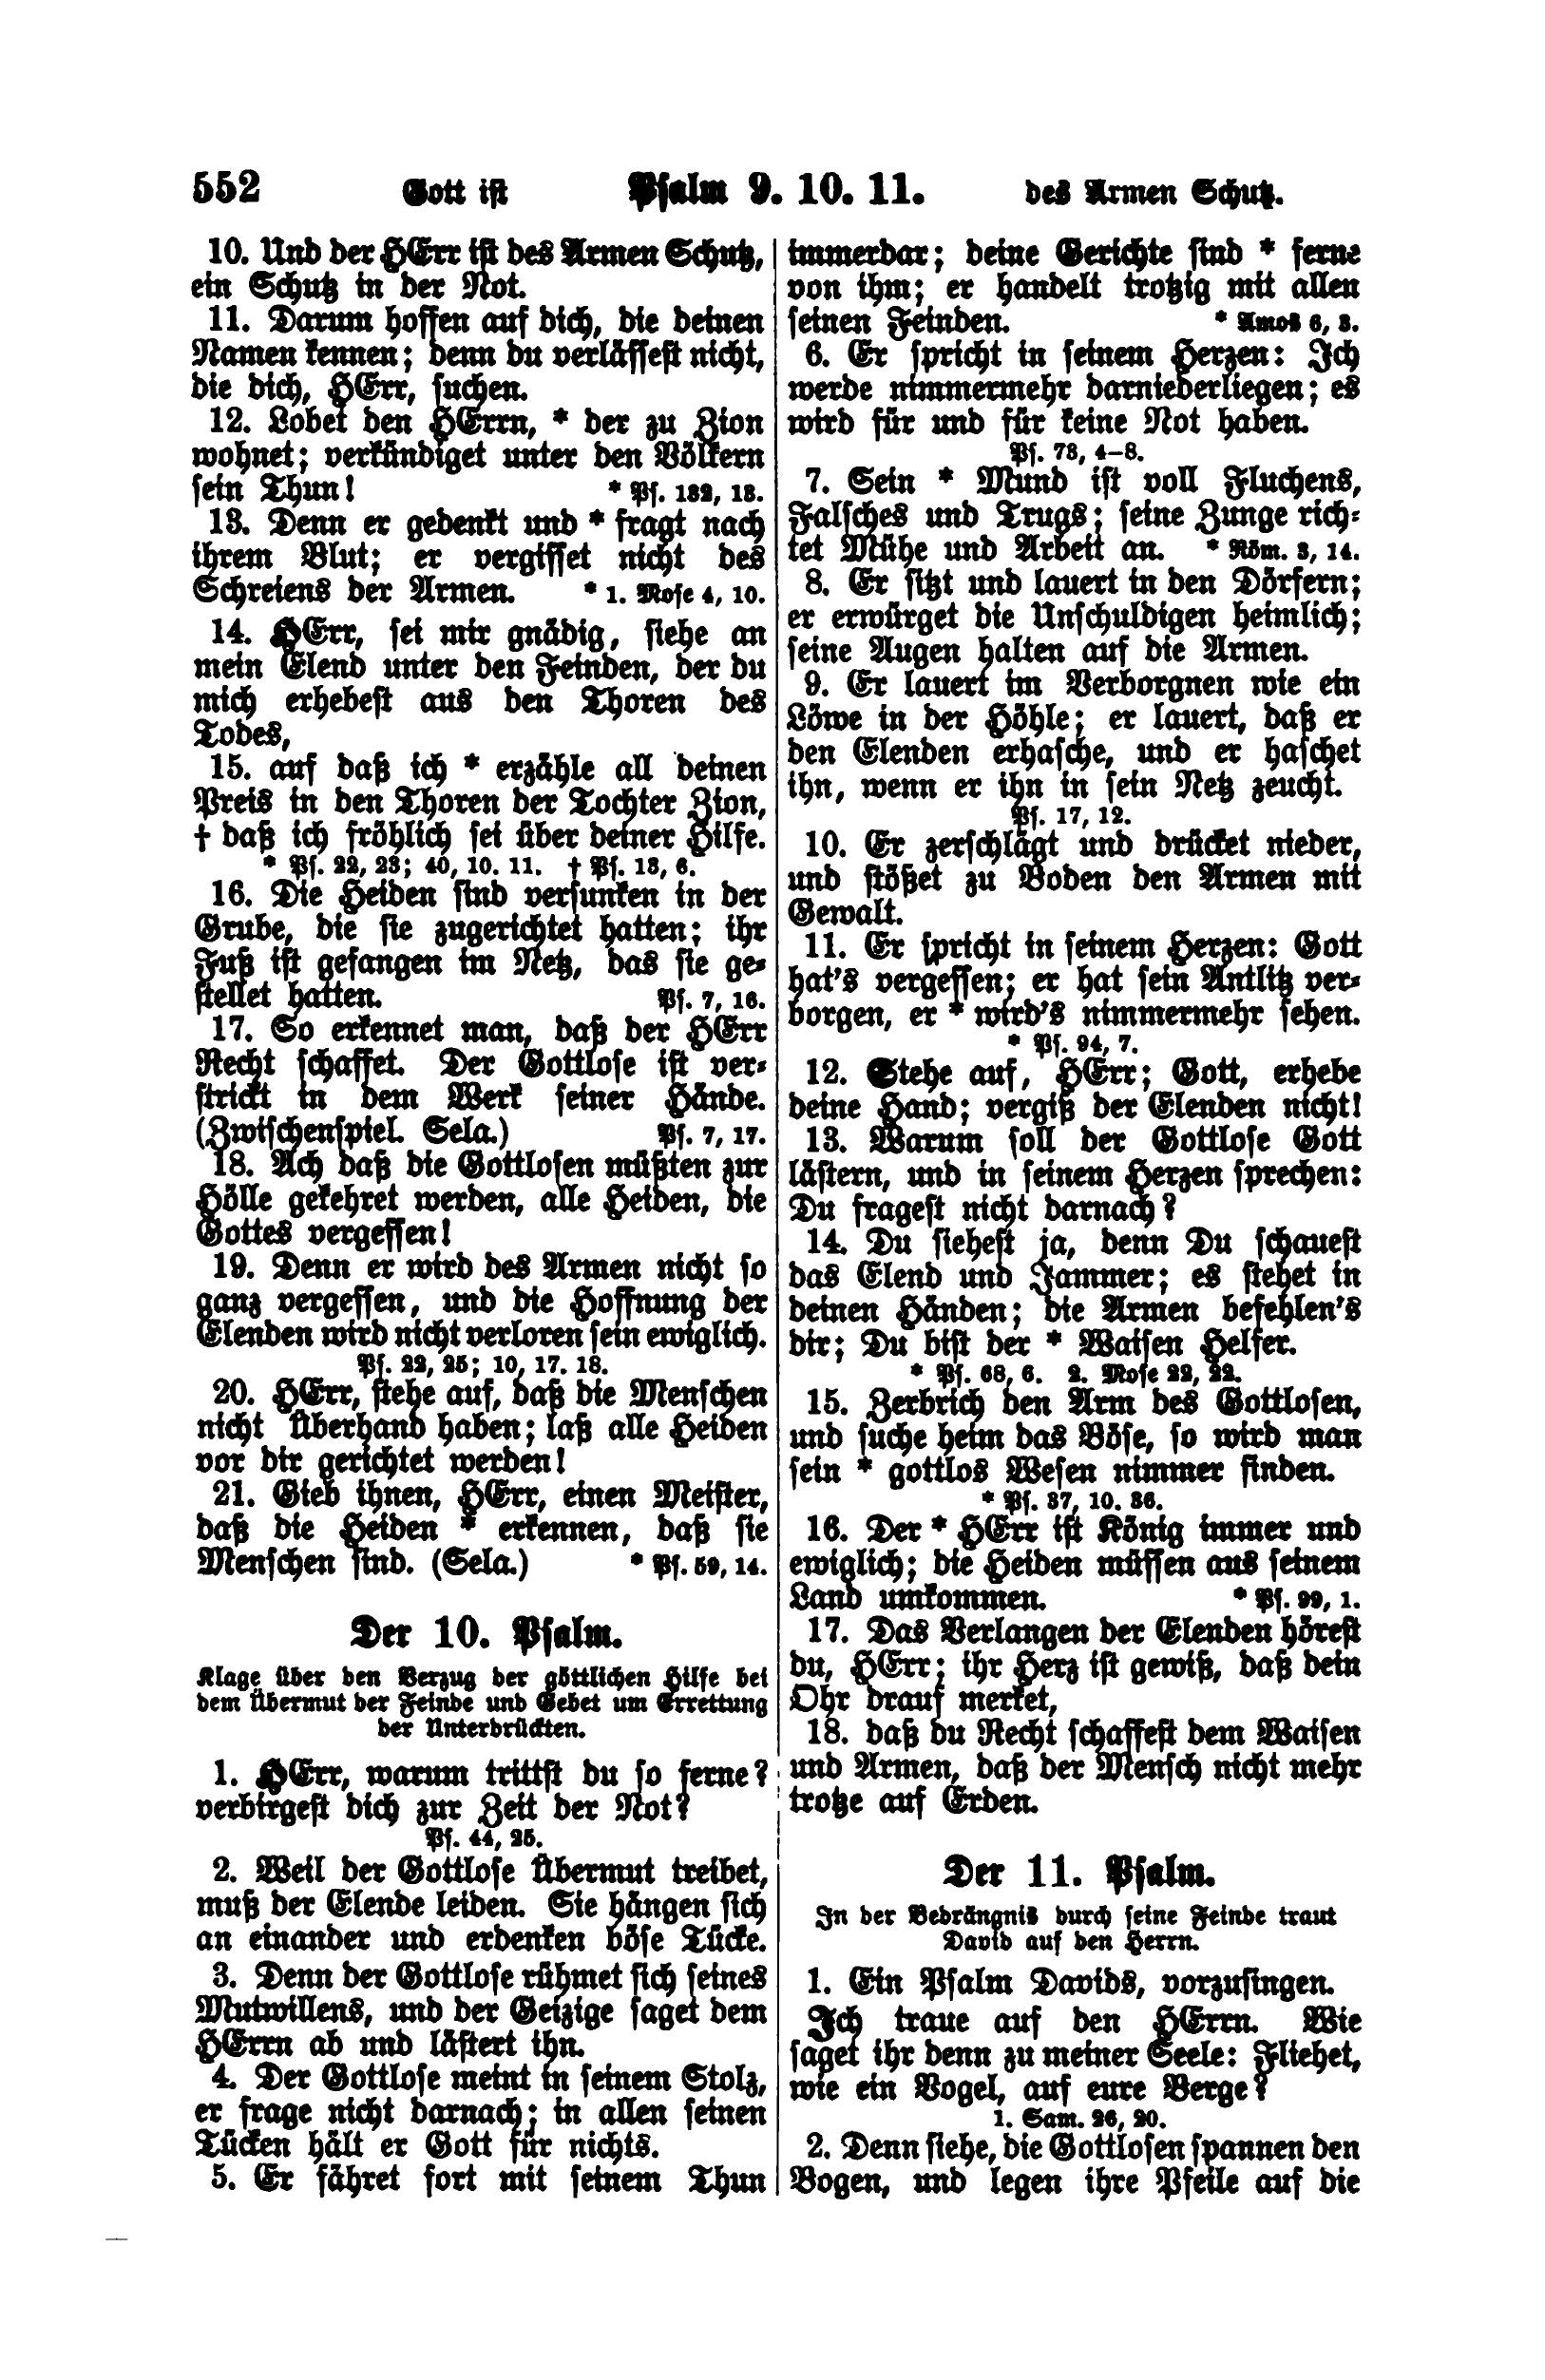 552 Gott ist Psalm 9. 10. 11. des Armen Schutz.
10. Und der HErr ist des Armen Schutz,
ein Schutz in der Not.
11. Darum hoffen auf dich, die deinen
Namen kennen; denn du verlässest nicht,
die dich, HErr, suchen.
12. Lobet den HErrn, * der zu Zion
wohnet; verkündiget unter den Völkern
sein Thun! * Ps. 132, 13.
13. Denn er gedenkt und * fragt nach
ihrem Blut; er vergisset nicht des
Schreiens der Armen. * 1. Mose 4, 10.
14. HErr, sei mir gnädig, siehe an
mein Elend unter den Feinden, der du
mich erhebest aus den Thoren des
Todes,
15. auf daß ich * erzähle all deinen
Preis in den Thoren der Tochter Zion,
† daß ich fröhlich sei über deiner Hilfe.
* Ps. 22, 23; 40, 10. 11. † Ps. 13, 6.
16. Die Heiden sind versunken in der
Grube, die sie zugerichtet hatten; ihr
Fuß ist gefangen im Netz, das sie ge-
stellet hatten. Ps. 7, 16.
17. So erkennet man, daß der HErr
Recht schaffet. Der Gottlose ist ver-
strickt in dem Werk seiner Hände.
(Zwischenspiel. Sela.) Ps. 7, 17.
18. Ach daß die Gottlosen müßten zur
Hölle gekehret werden, alle Heiden, die
Gottes vergessen!
19. Denn er wird des Armen nicht so
ganz vergessen, und die Hoffnung der
Elenden wird nicht verloren sein ewiglich.
Ps. 22, 25; 10, 17. 18.
20. HErr, stehe auf, daß die Menschen
nicht Überhand haben; laß alle Heiden
vor dir gerichtet werden!
21. Gieb ihnen, HErr, einen Meister,
daß die Heiden * erkennen, daß sie
Menschen sind. (Sela.) * Ps. 59, 14.
Der 10. Psalm.
Klage über den Verzug der göttlichen Hilfe bei
dem Übermut der Feinde und Gebet um Errettung
der Unterdrückten.
1. HErr, warum trittst du so ferne?
verbirgest dich zur Zeit der Not?
Ps. 44, 25.
2. Weil der Gottlose Übermut treibet,
muß der Elende leiden. Sie hängen sich
an einander und erdenken böse Tücke.
3. Denn der Gottlose rühmet sich seines
Mutwillens, und der Geizige saget dem
HErrn ab und lästert ihn.
4. Der Gottlose meint in seinem Stolz,
er frage nicht darnach; in allen seinen
Tücken hält er Gott für nichts.
5. Er fähret fort mit seinem Thun
immerdar; deine Gerichte sind * ferne
von ihm; er handelt trotzig mit allen
seinen Feinden. * Amos 6, 3.
6. Er spricht in seinem Herzen: Ich
werde nimmermehr darniederliegen; es
wird für und für keine Not haben.
Ps. 73, 4–8.
7. Sein * Mund ist voll Fluchens,
Falsches und Trugs; seine Zunge rich-
tet Mühe und Arbeit an. * Röm. 3, 14.
8. Er sitzt und lauert in den Dörfern;
er erwürget die Unschuldigen heimlich;
seine Augen halten auf die Armen.
9. Er lauert im Verborgnen wie ein
Löwe in der Höhle; er lauert, daß er
den Elenden erhasche, und er haschet
ihn, wenn er ihn in sein Netz zeucht.
Ps. 17, 12.
10. Er zerschlägt und drücket nieder,
und stößet zu Boden den Armen mit
Gewalt.
11. Er spricht in seinem Herzen: Gott
hat's vergessen; er hat sein Antlitz ver-
borgen, er * wird's nimmermehr sehen.
* Ps. 94, 7.
12. Stehe auf, HErr; Gott, erhebe
deine Hand; vergiß der Elenden nicht!
13. Warum soll der Gottlose Gott
lästern, und in seinem Herzen sprechen:
Du fragest nicht darnach?
14. Du siehest ja, denn Du schauest
das Elend und Jammer; es stehet in
deinen Händen; die Armen befehlen's
dir; Du bist der * Waisen Helfer.
* Ps. 68, 6. 2. Mose 22, 22.
15. Zerbrich den Arm des Gottlosen,
und suche heim das Böse, so wird man
sein * gottlos Wesen nimmer finden.
* Ps. 37, 10. 36.
16. Der * HErr ist König immer und
ewiglich; die Heiden müssen aus seinem
Land umkommen. * Ps. 99, 1.
17. Das Verlangen der Elenden hörest
du, HErr; ihr Herz ist gewiß, daß dein
Ohr drauf merket,
18. daß du Recht schaffest dem Waisen
und Armen, daß der Mensch nicht mehr
trotze auf Erden.
Der 11. Psalm.
In der Bedrängnis durch seine Feinde traut
David auf den Herrn.
1. Ein Psalm Davids, vorzusingen.
Ich traue auf den HErrn. Wie
saget ihr denn zu meiner Seele: Fliehet,
wie ein Vogel, auf eure Berge?
1. Sam. 26, 20.
2. Denn siehe, die Gottlosen spannen den
Bogen, und legen ihre Pfeile auf die